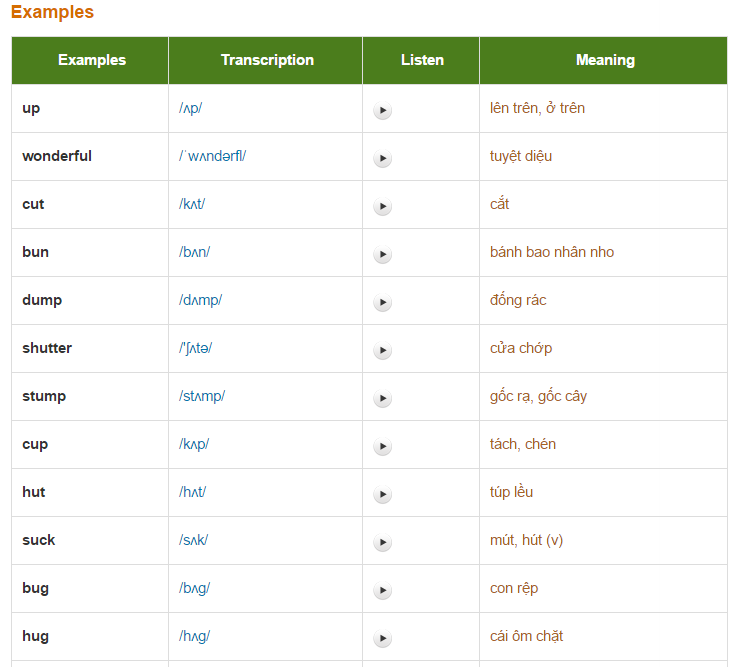 Examples
Examples Transcription Listen Meaning
up /ʌp/ lên trên, ở trên
wonderful /ˈwʌndərfl/ tuyệt diệu
cut /kʌt/ cắt
bun /bʌn/ bánh bao nhân nho
dump /dʌmp/ đống rác
shutter /'ʃʌtə/ cửa chớp
stump /stʌmp/ gốc rạ, gốc cây
cup /kʌp/ tách, chén
hut /hʌt/ túp lều
suck /sʌk/ mút, hút (v)
bug /bʌg/ con rệp
hug /hʌg/ cái ôm chặt